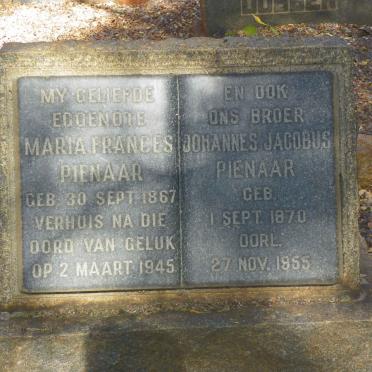 MY GELIEFDE
EGGENOTE
MARIA FRANCES
PIENAAR
GEB. 30 SEPT. 1867
VERHUIS NA DIE
OORD VAN GELUK
OP 2 MAART 1945
EN OOK
ONS BROER
JOHANNES JACOBUS
PIENAAR
GEB.
1 SEPT. 1870
OORL.
27 NOV. 1955